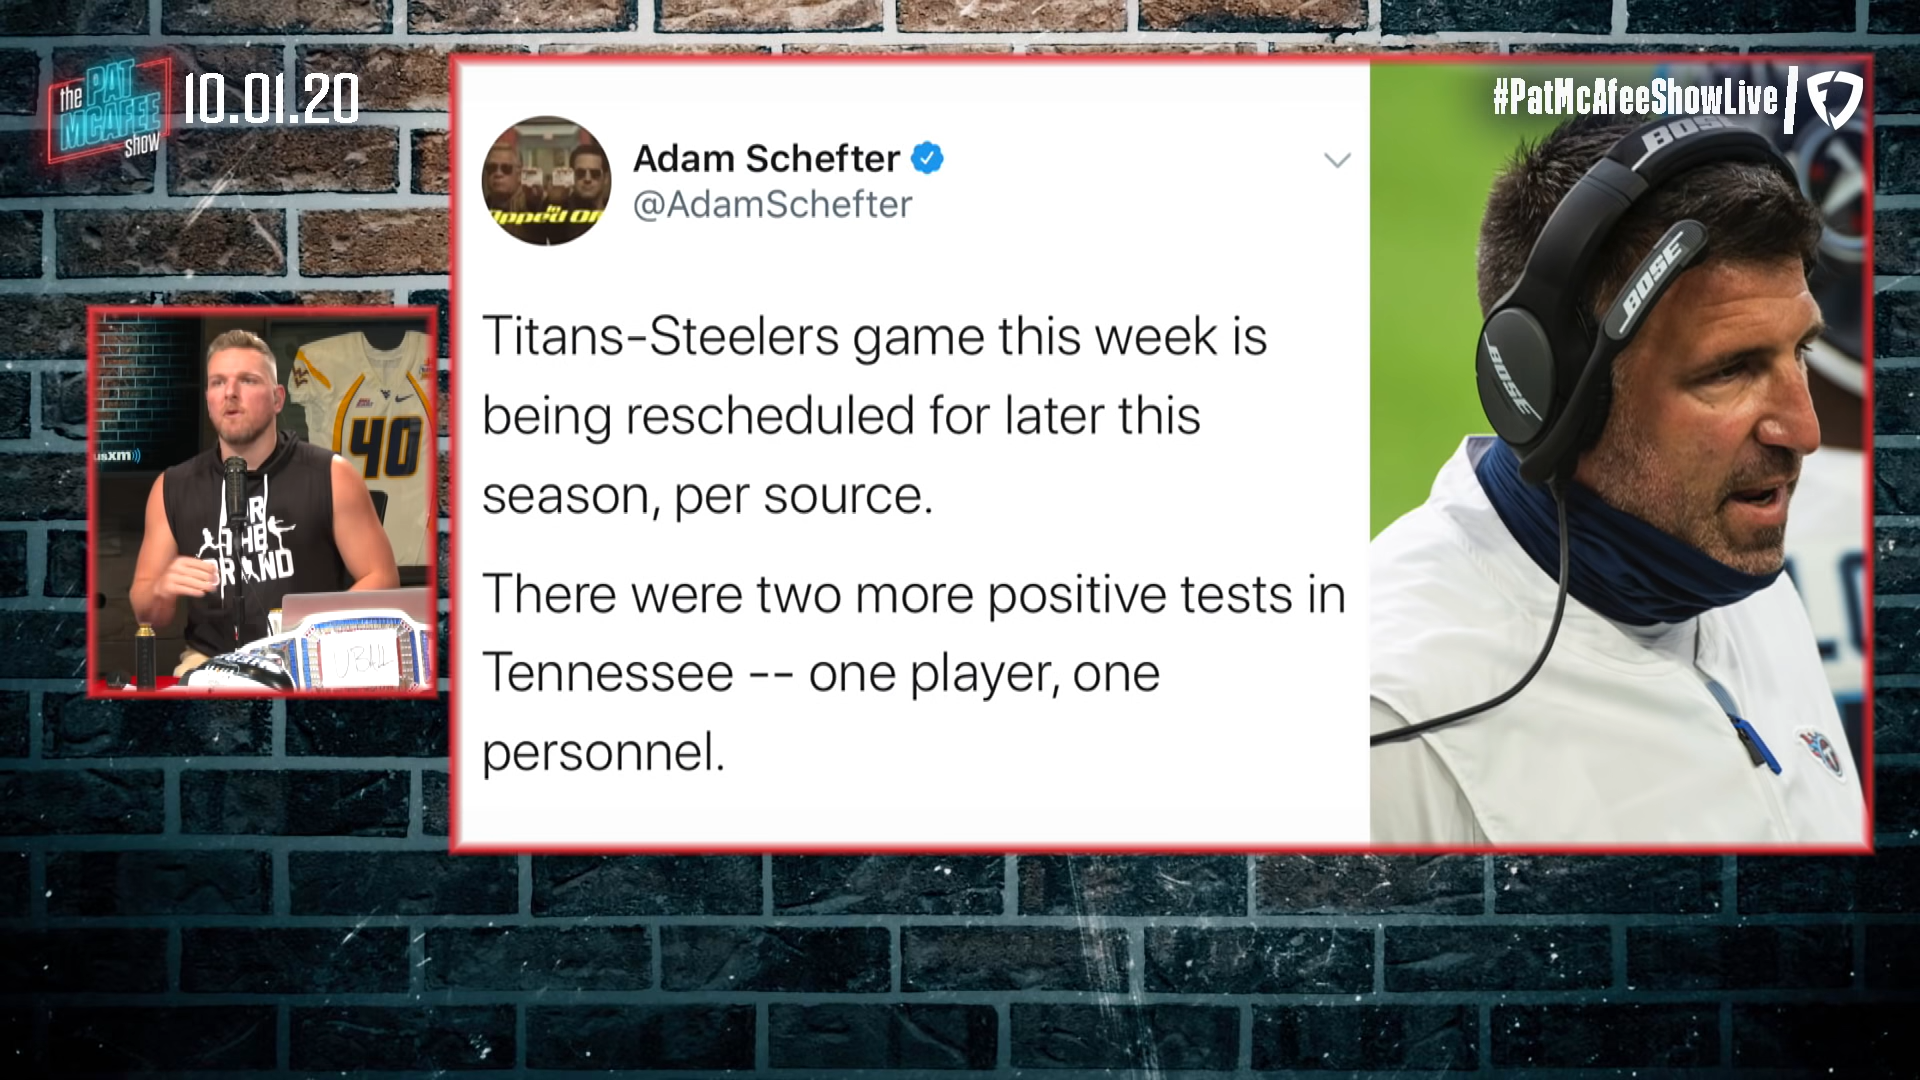 the PAT
MCAFEE
show
10.01.20
#PatMcAfeeShowLive
Adam Schefter
@AdamSchefter
Titans-Steelers game this week is
being rescheduled for later this
season, per source.
There were two more positive tests in
Tennessee -- one player, one
personnel.
BOSE
BOSE
BOSE
usxm
40
THE